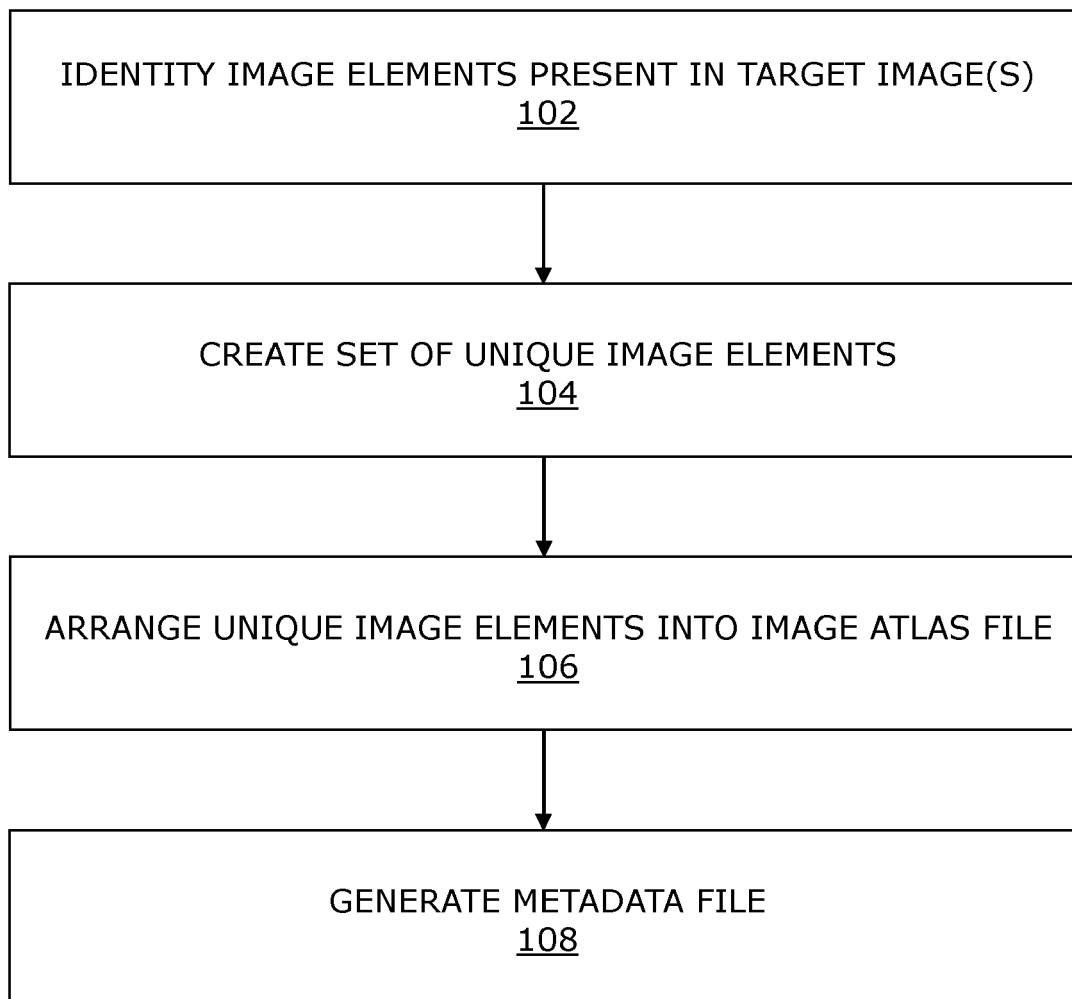 IDENTITY IMAGE ELEMENTS PRESENT IN TARGET IMAGE(S)
102
CREATE SET OF UNIQUE IMAGE ELEMENTS
104
ARRANGE UNIQUE IMAGE ELEMENTS INTO IMAGE ATLAS FILE
106
GENERATE METADATA FILE
108